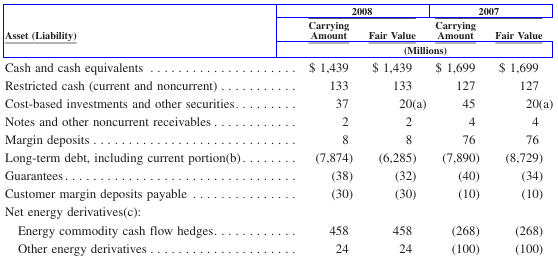 2008 2007
Carrying Carrying
Asset (Liability) Amount Fair Value Amount Fair Value
(Millions)
Cash and cash equivalents . . . . . . . . . . . . . . . . . . . . . $ 1,439 $ 1,439 $ 1,699 $ 1,699
Restricted cash (current and noncurrent) . . . . . . . . . . . 133 133 127 127
Cost-based investments and other securities. . . . . . . . . 37 20(a) 45 20(a)
Notes and other noncurrent receivables . . . . . . . . . . . . 2 2 4 4
Margin deposits . . . . . . . . . . . . . . . . . . . . . . . . . . . . . 8 8 76 76
Long-term debt, including current portion(b). . . . . . . . (7,874) (6,285) (7,890) (8,729)
Guarantees. . . . . . . . . . . . . . . . . . . . . . . . . . . . . . . . . (38) (32) (40) (34)
Customer margin deposits payable . . . . . . . . . . . . . . . (30) (30) (10) (10)
Net energy derivatives(c):
Energy commodity cash flow hedges. . . . . . . . . . . . 458 458 (268) (268)
Other energy derivatives . . . . . . . . . . . . . . . . . . . . . 24 24 (100) (100)